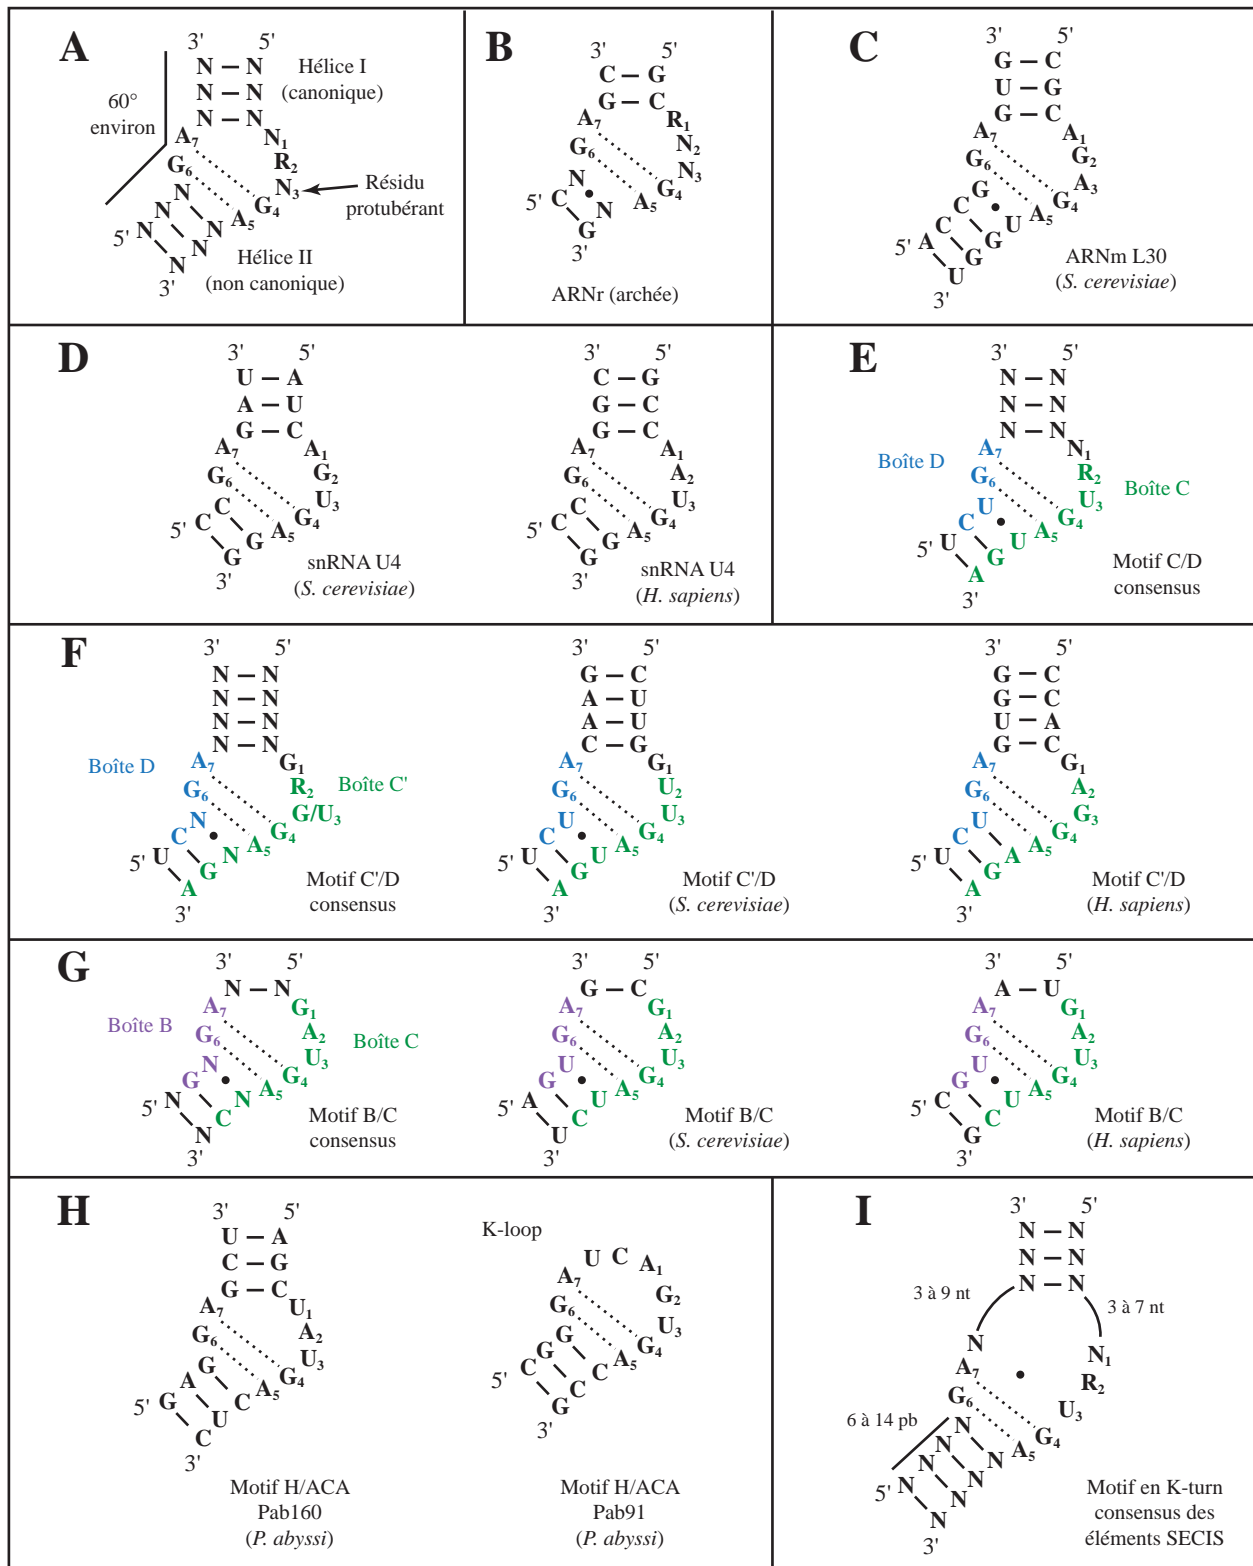 A
3' 5'
N – N
N – N
N – N
Hélice I
(canonique)
60°
environ
A7 N1
G6 R2
N3
Résidu
protubérant
N A5 G4
N N
N N
5' N
3'
Hélice II
(non canonique)
B
3' 5'
C – G
G – C
A7 R1
G6 N2
N3
N • N A5 G4
C G
5'
3'
ARNr (archée)
C
3' 5'
G – C
U – G
G – C
A7 A1
G6 G2
A3
G • U A5 G4
C G
C G
5' A U
3'
ARNm L30
(S. cerevisiae)
D
3' 5'
U – A
A – U
G – C
A7 A1
G6 G2
U3
C G A5 G4
5' C G
3'
snRNA U4
(S. cerevisiae)
3' 5'
C – G
G – C
G – C
A7 A1
G6 A2
U3
C G A5 G4
5' C G
3'
snRNA U4
(H. sapiens)
E
3' 5'
N – N
N – N
N – N
Boîte D
A7 N1
G6 R2
U3
Boîte C
U • U A5 G4
C G
5' U A
3'
Motif C/D
consensus
F
3' 5'
N – N
N – N
N – N
N – N
Boîte D
A7 G1
G6 R2
G/U3
Boîte C'
N • N A5 G4
C G
5' U A
3'
Motif C'/D
consensus
3' 5'
G – C
A – U
A – U
C – G
A7 G1
G6 U2
U3
U • U A5 G4
C G
5' U A
3'
Motif C'/D
(S. cerevisiae)
3' 5'
G – C
G – C
U – A
G – C
A7 G1
G6 A2
G3
U A A5 G4
C G
5' U A
3'
Motif C'/D
(H. sapiens)
G
3' 5'
N – N
Boîte B
A7 G1
G6 A2
U3
Boîte C
N • N A5 G4
G C
5' N N
3'
Motif B/C
consensus
3' 5'
G – C
A7 G1
G6 A2
U3
U • U A5 G4
G C
5' A U
3'
Motif B/C
(S. cerevisiae)
3' 5'
A – U
A7 G1
G6 A2
U3
U • U A5 G4
G C
5' C G
3'
Motif B/C
(H. sapiens)
H
3' 5'
U – A
C – G
G – C
A7 U1
G6 A2
U3
G C A5 G4
A U
5' G C
3'
Motif H/ACA
Pab160
(P. abyssi)
K-loop
A7 U C A1
G6 G2
U3
G C A5 G4
G C
5' C G
3'
Motif H/ACA
Pab91
(P. abyssi)
I
3' 5'
N – N
N – N
N – N
3 à 9 nt
3 à 7 nt
N N1
A7 • R2
G6 U3
6 à 14 pb
N N A5 G4
N N
N N
5' N N
3'
Motif en K-turn
consensus des
éléments SECIS